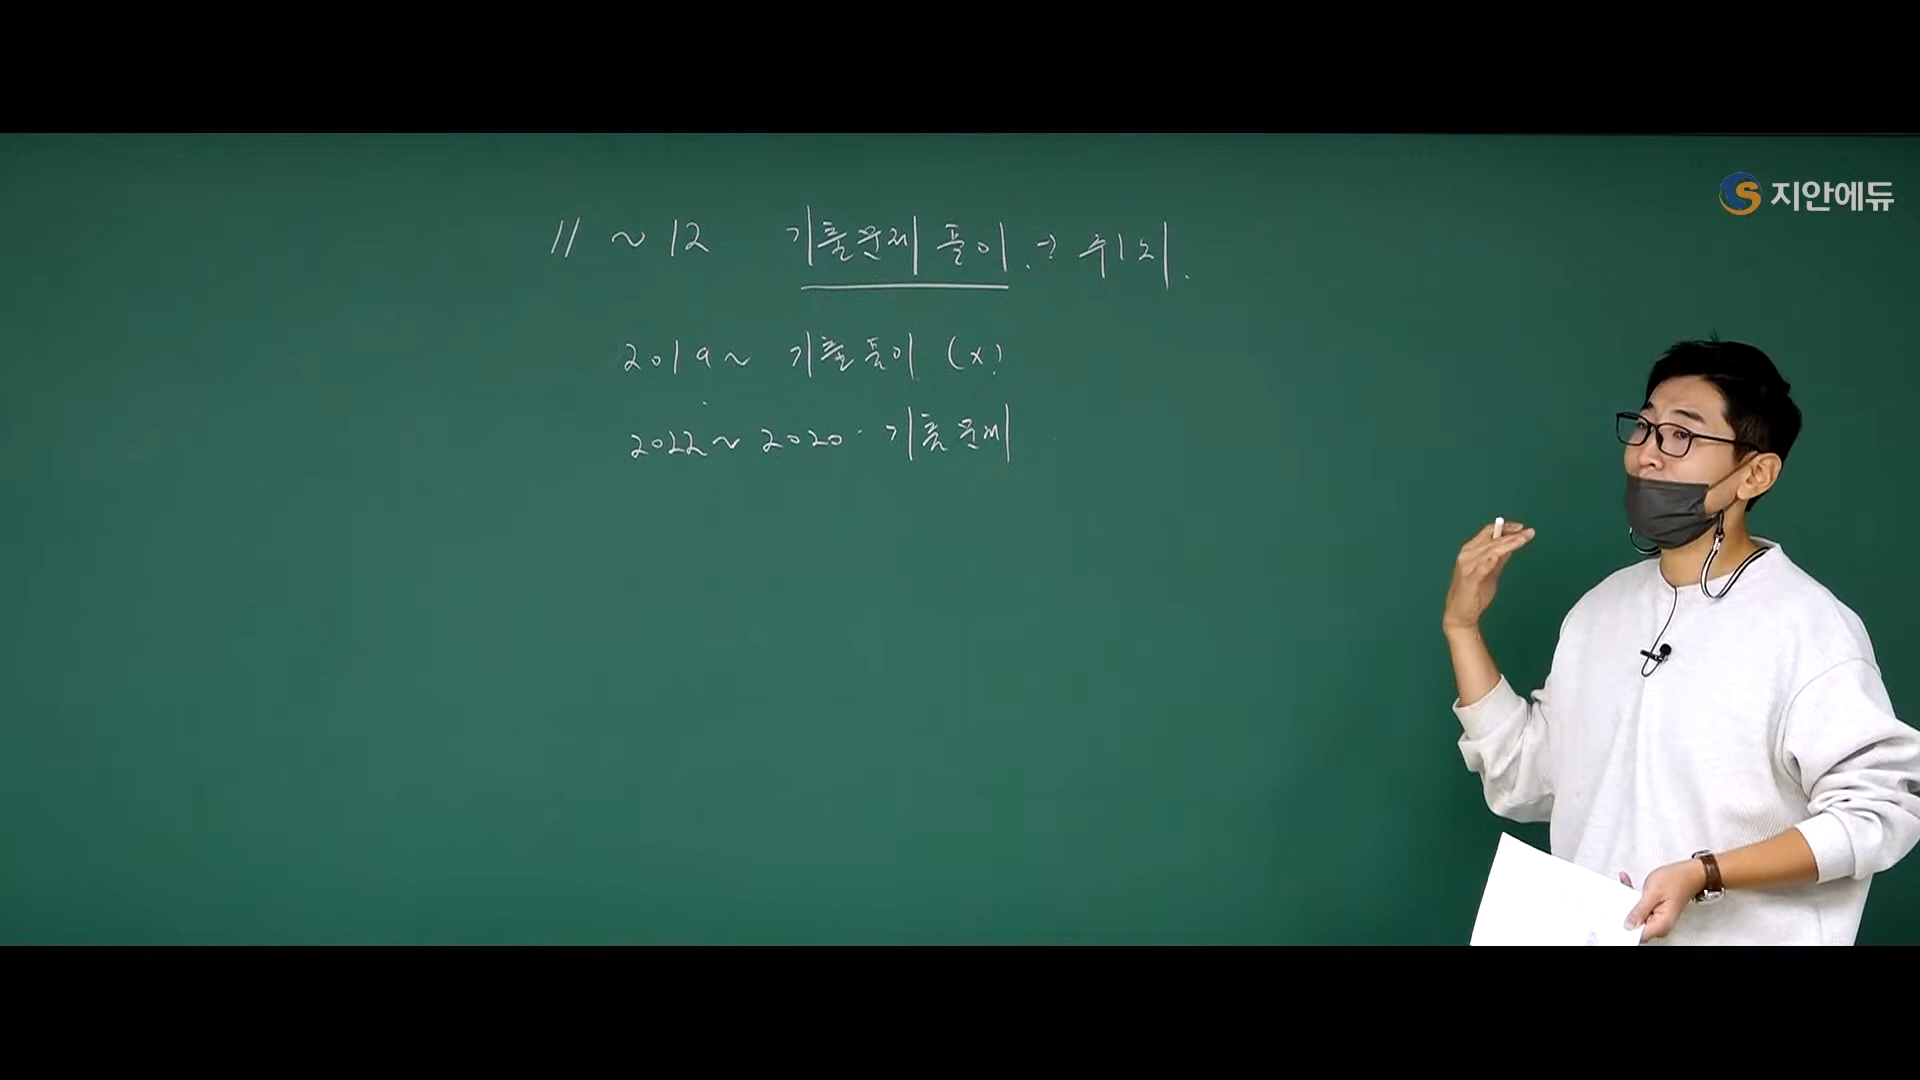 지안에듀
11 ~ 12 기출문제 풀이. → 취소.
2019 ~ 기출풀이 (x)
2022 ~ 2020. 기출문제